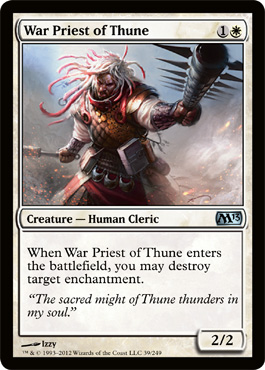 War Priest of Thune 1
Creature — Human Cleric M13
When War Priest of Thune enters
the battlefield, you may destroy
target enchantment.
“The sacred might of Thune thunders in
my soul.”
Izzy
2/2
™ & © 1993–2012 Wizards of the Coast LLC 39/249